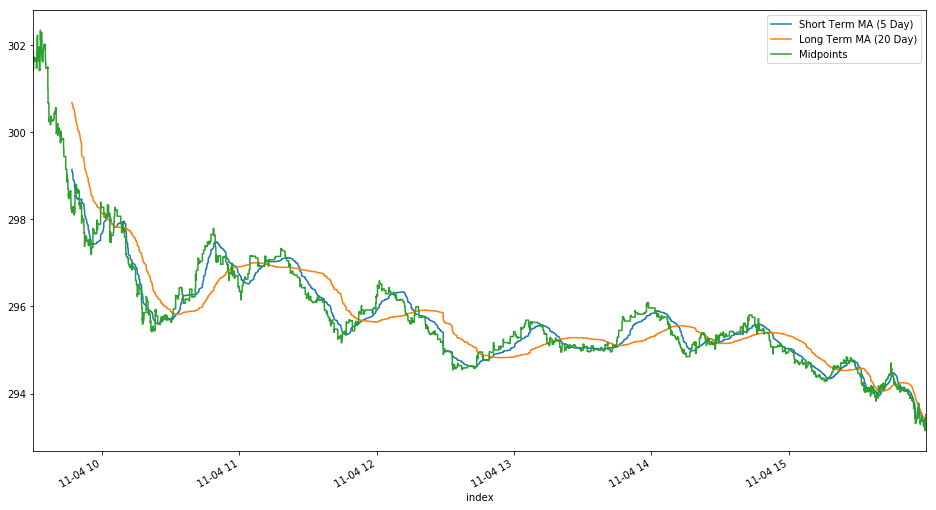 Short Term MA (5 Day)
Long Term MA (20 Day)
Midpoints
302
300
298
296
294
11-04 10
11-04 11
11-04 12
11-04 13
11-04 14
11-04 15
index